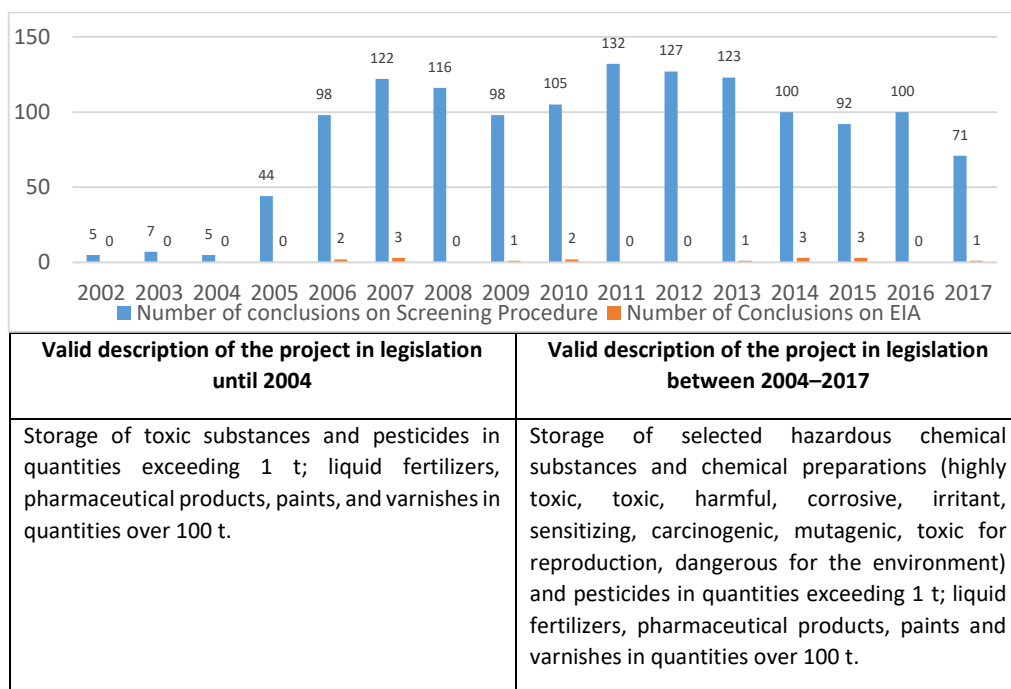 150
132
127
122
123
116
105
98
98
100
100
92
100
71
50
44
5
0
7
0
5
0
0
2
3
0
1
2
0
0
1
3
3
0
1
0
2002 2003 2004 2005 2006 2007 2008 2009 2010 2011 2012 2013 2014 2015 2016 2017
Number of conclusions on Screening Procedure Number of Conclusions on EIA
Valid description of the project in legislation
until 2004
Valid description of the project in legislation
between 2004–2017
Storage of toxic substances and pesticides in
quantities exceeding 1 t; liquid fertilizers,
pharmaceutical products, paints, and varnishes in
quantities over 100 t.
Storage of selected hazardous chemical
substances and chemical preparations (highly
toxic, toxic, harmful, corrosive, irritant,
sensitizing, carcinogenic, mutagenic, toxic for
reproduction, dangerous for the environment)
and pesticides in quantities exceeding 1 t; liquid
fertilizers, pharmaceutical products, paints and
varnishes in quantities over 100 t.